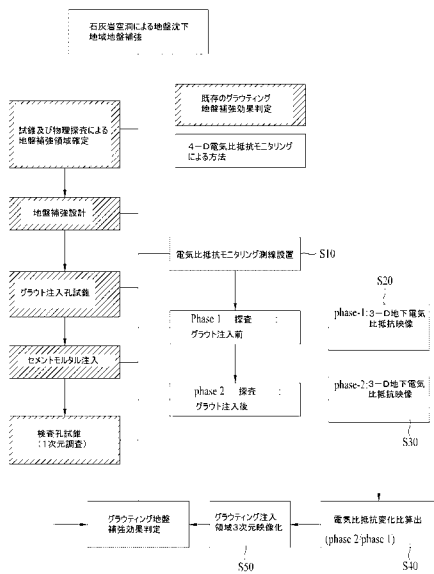 石灰岩空洞による地盤沈下
地域地盤補強
既存のグラウティング
地盤補強効果判定
試錐及び物理探査による
地盤補強領域確定
4-D電気比抵抗モニタリング
による方法
地盤補強設計
電気比抵抗モニタリング測線設置
S10
S20
グラウト注入孔試錐
Phase 1 探査 :
グラウト注入前
phase-1:3-D地下電気
比抵抗映像
セメントモルタル注入
phase 2 探査 :
グラウト注入後
phase-2:3-D地下電気
比抵抗映像
S30
検査孔試錐
(1次元調査)
グラウティング地盤
補強効果判定
グラウティング注入
領域3次元映像化
S50
電気比抵抗変化比算出
(phase 2/phase 1)
S40